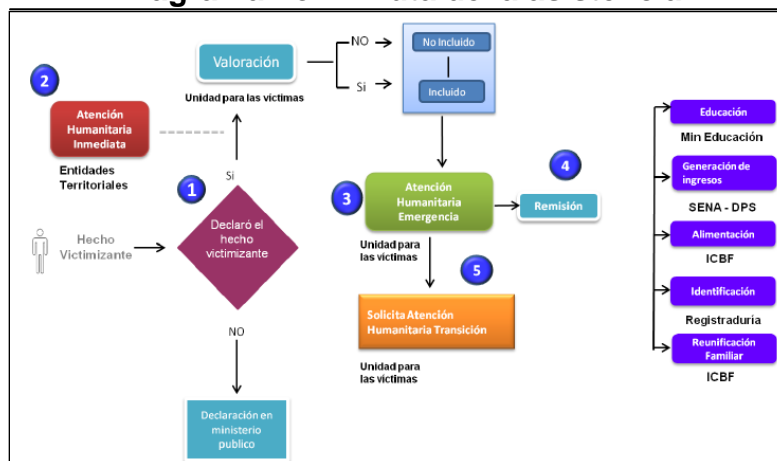 Valoración
Unidad para las víctimas
NO
Si
No Incluido
Incluido
2
Atención
Humanitaria
Inmediata
Entidades
Territoriales
Si
1
Declaró el
hecho
victimizante
Hecho
Victimizante
NO
Declaración en
ministerio
publico
3
Atención
Humanitaria
Emergencia
Unidad para
las víctimas
4
Remisión
5
Solicita Atención
Humanitaria Transición
Unidad para
las víctimas
Educación
Min Educación
Generación de
ingresos
SENA - DPS
Alimentación
ICBF
Identificación
Registraduría
Reunificación
Familiar
ICBF